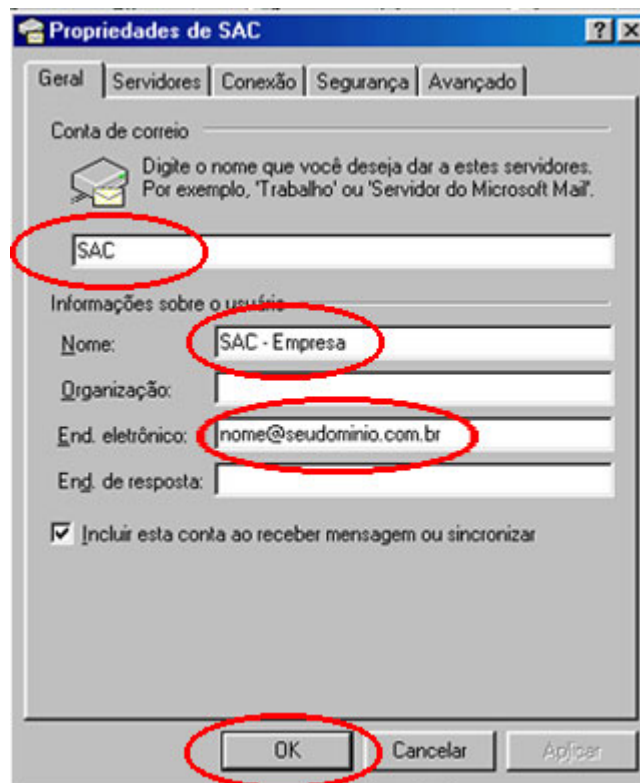 Propriedades de SAC
Geral Servidores Conexão Segurança Avançado
Conta de correio
Digite o nome que você deseja dar a estes servidores.
Por exemplo, 'Trabalho' ou 'Servidor do Microsoft Mail'.
SAC
Informações sobre o usuário
Nome: SAC - Empresa
Organização:
End. eletrônico: nome@seudominio.com.br
End. de resposta:
Incluir esta conta ao receber mensagem ou sincronizar
OK Cancelar Aplicar